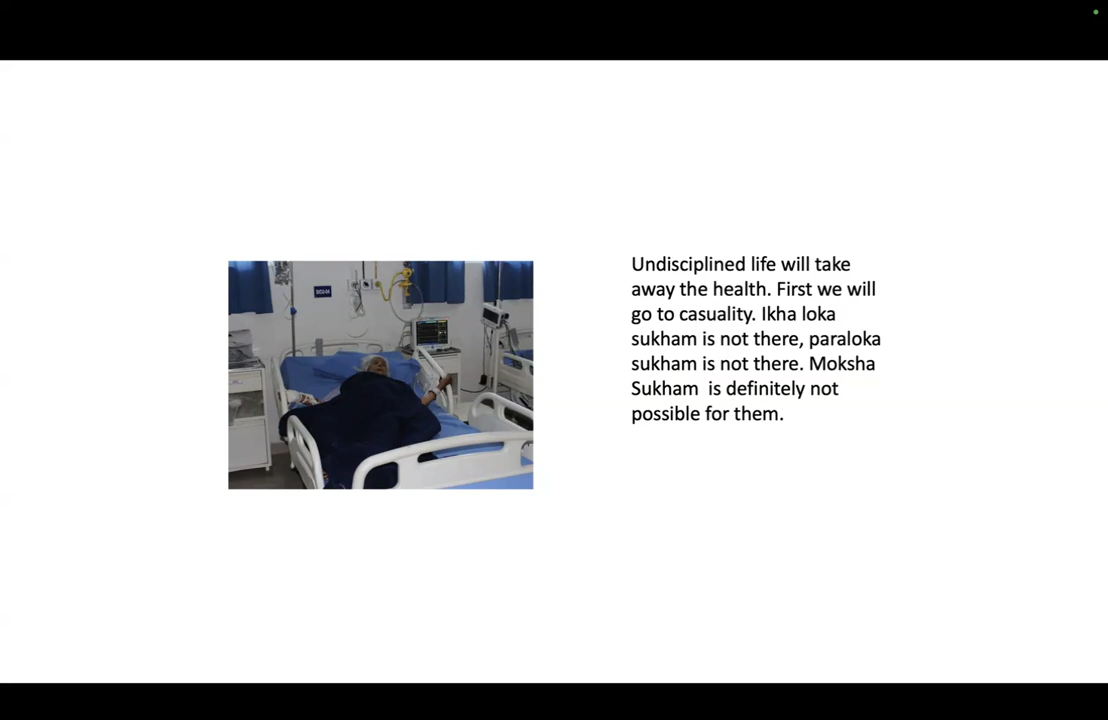 Undisciplined life will take
away the health. First we will
go to casuality. Ikha loka
sukham is not there, paraloka
sukham is not there. Moksha
Sukham  is definitely not
possible for them.